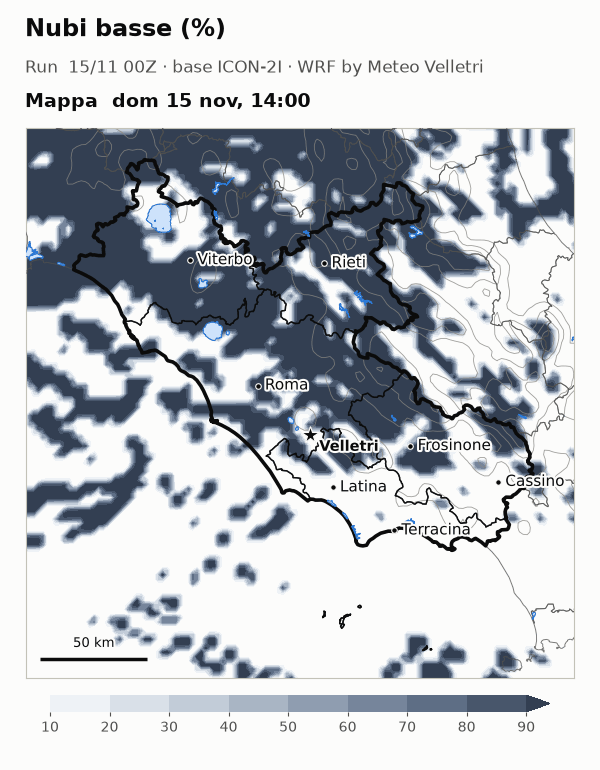 Nubi basse (%)
Run 15/11 00Z · base ICON-2I · WRF by Meteo Velletri
Mappa dom 15 nov, 14:00
Viterbo
Rieti
Roma
Velletri
Frosinone
Latina
Cassino
Terracina
50 km
10 20 30 40 50 60 70 80 90